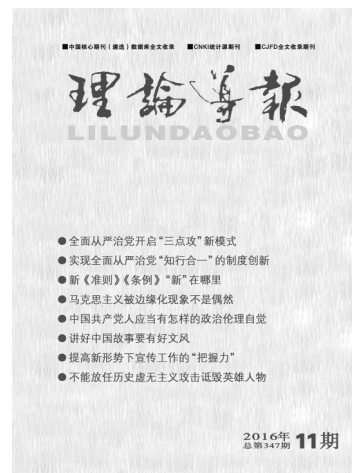 ■中国核心期刊（遴选）数据库全文收录 ■CNKI统计源期刊 ■CJFD全文收录期刊
理論導報
LILUNDAOBAO
●全面从严治党开启“三点攻”新模式
●实现全面从严治党“知行合一”的制度创新
●新《准则》《条例》“新”在哪里
●马克思主义被边缘化现象不是偶然
●中国共产党人应当有怎样的政治伦理自觉
●讲好中国故事要有好文风
●提高新形势下宣传工作的“把握力”
●不能放任历史虚无主义攻击诋毁英雄人物
2016年
总第347期 11期